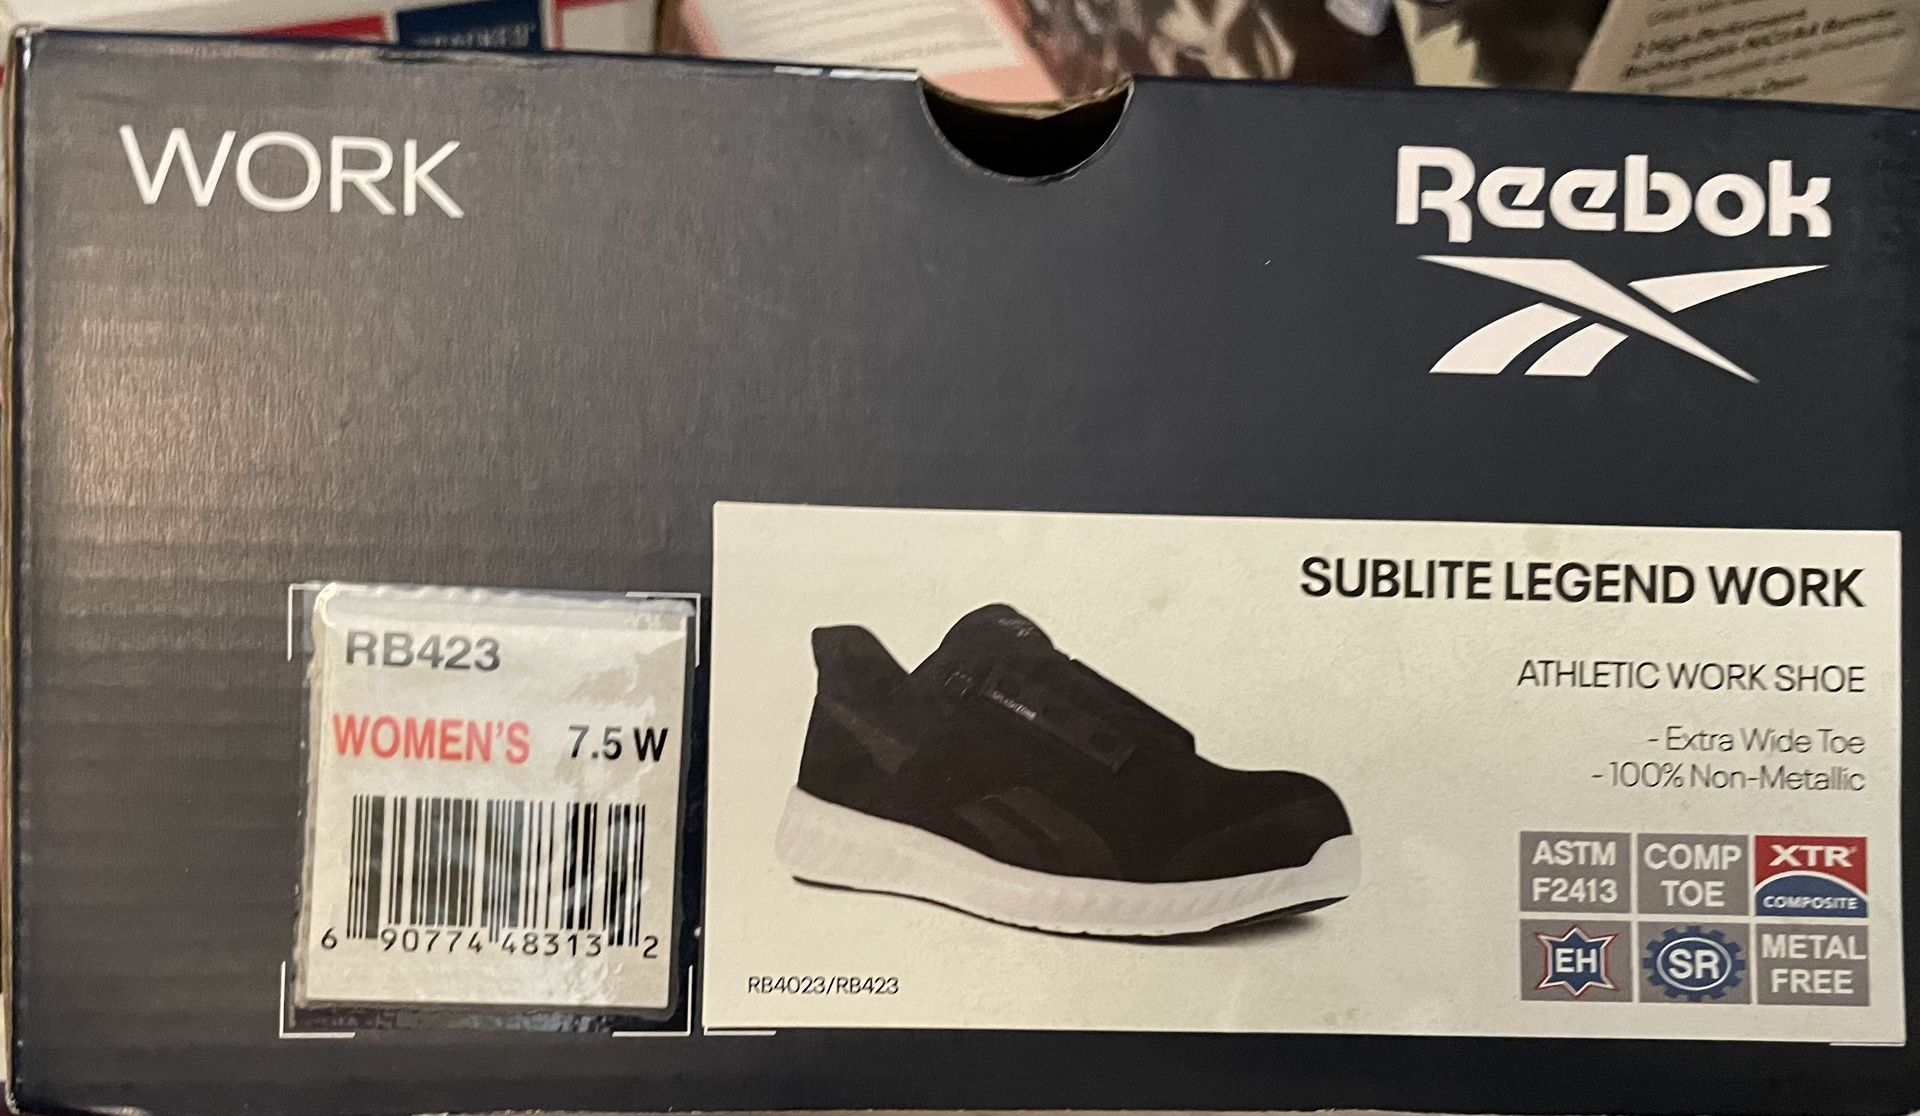 WORK
Reebok
SUBLITE LEGEND WORK
ATHLETIC WORK SHOE
- Extra Wide Toe
- 100% Non-Metallic
ASTM F2413
COMP TOE
XTR COMPOSITE
EH
SR
METAL FREE
RB4023/RB423
RB423
WOMEN'S 7.5 W
6 90774 48313 2